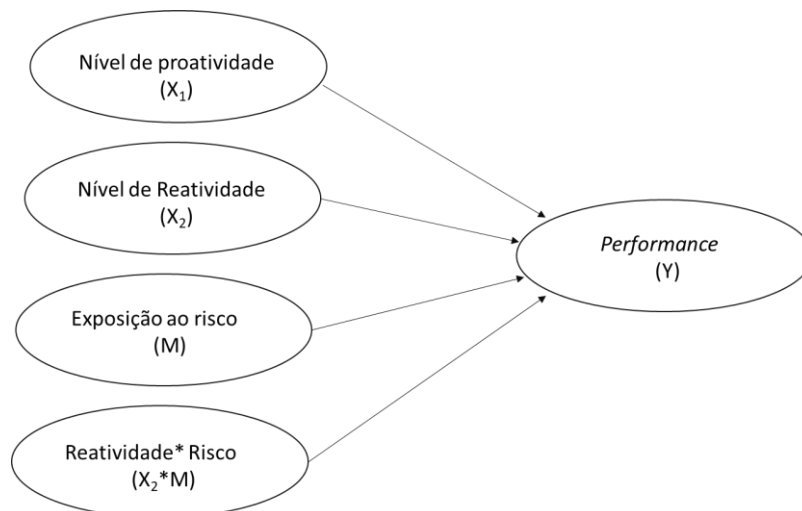 Nível de proatividade
(X₁)
Nível de Reatividade
(X₂)
Performance
(Y)
Exposição ao risco
(M)
Reatividade* Risco
(X₂*M)